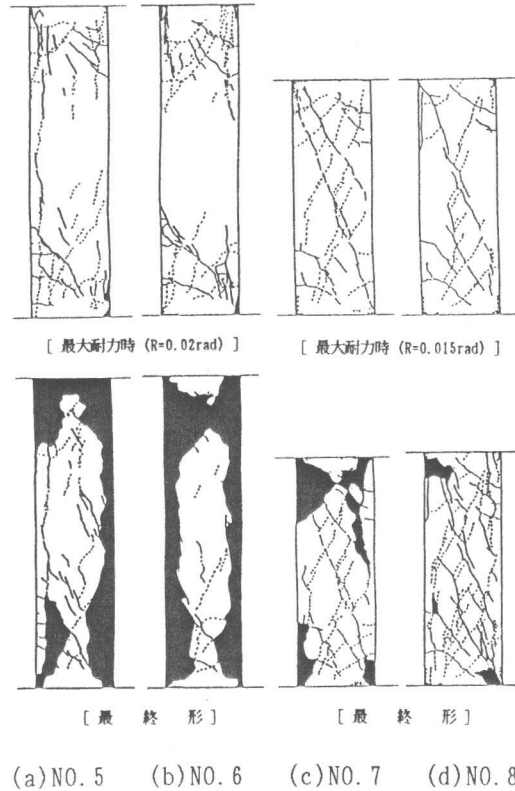 [ 最大耐力時 (R=0.02rad) ]
[ 最大耐力時 (R=0.015rad) ]
[ 最 終 形 ]
[ 最 終 形 ]
(a)NO.5 (b)NO.6 (c)NO.7 (d)NO.8